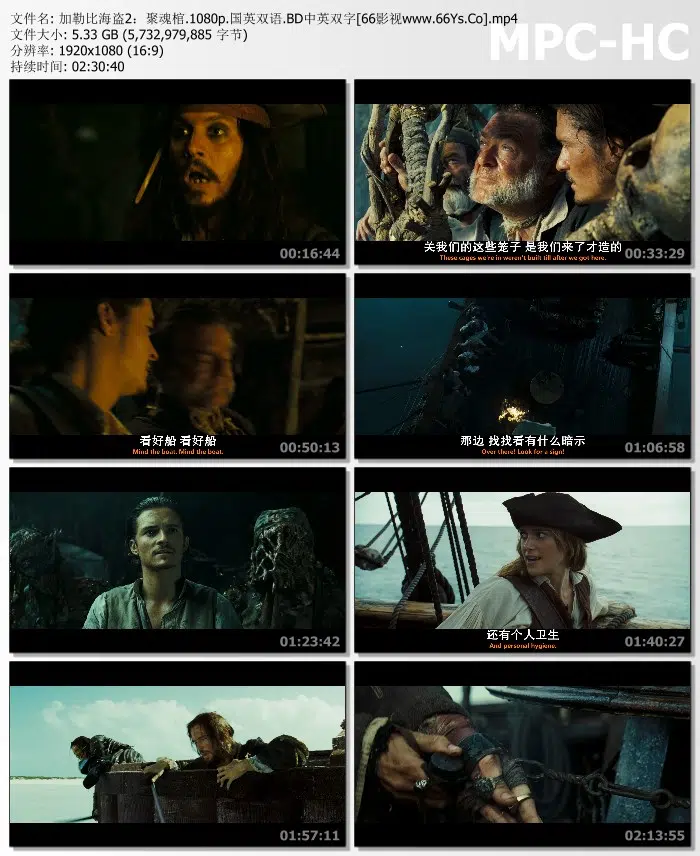 文件名: 加勒比海盗2：聚魂棺.1080p.国英双语.BD中英双字[66影视www.66Ys.Co].mp4
文件大小: 5.33 GB (5,732,979,885 字节)
分辨率: 1920x1080 (16:9)
持续时间: 02:30:40
MPC-HC
00:16:44
关我们的这些笼子 是我们来了才造的
These cages we're in weren't built till after we got here.
00:33:29
看好船 看好船
Mind the boat. Mind the boat.
00:50:13
那边 找找看有什么暗示
Over there! Look for a sign!
01:06:58
01:23:42
还有个人卫生
And personal hygiene.
01:40:27
01:57:11
02:13:55